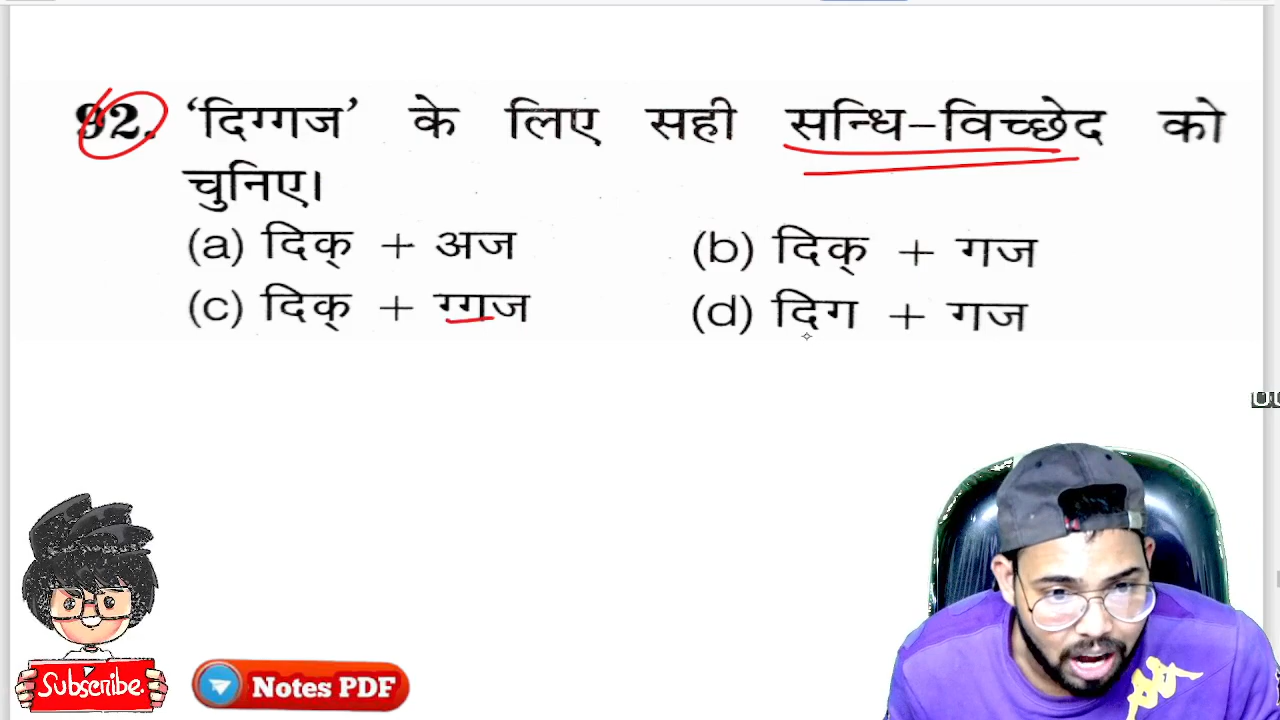 92. ‘दिग्गज’ के लिए सही सन्धि-विच्छेद को
चुनिए।
(a) दिक् + अज (b) दिक् + गज
(c) दिक् + ग्गज (d) दिग + गज
Subscribe.
Notes PDF